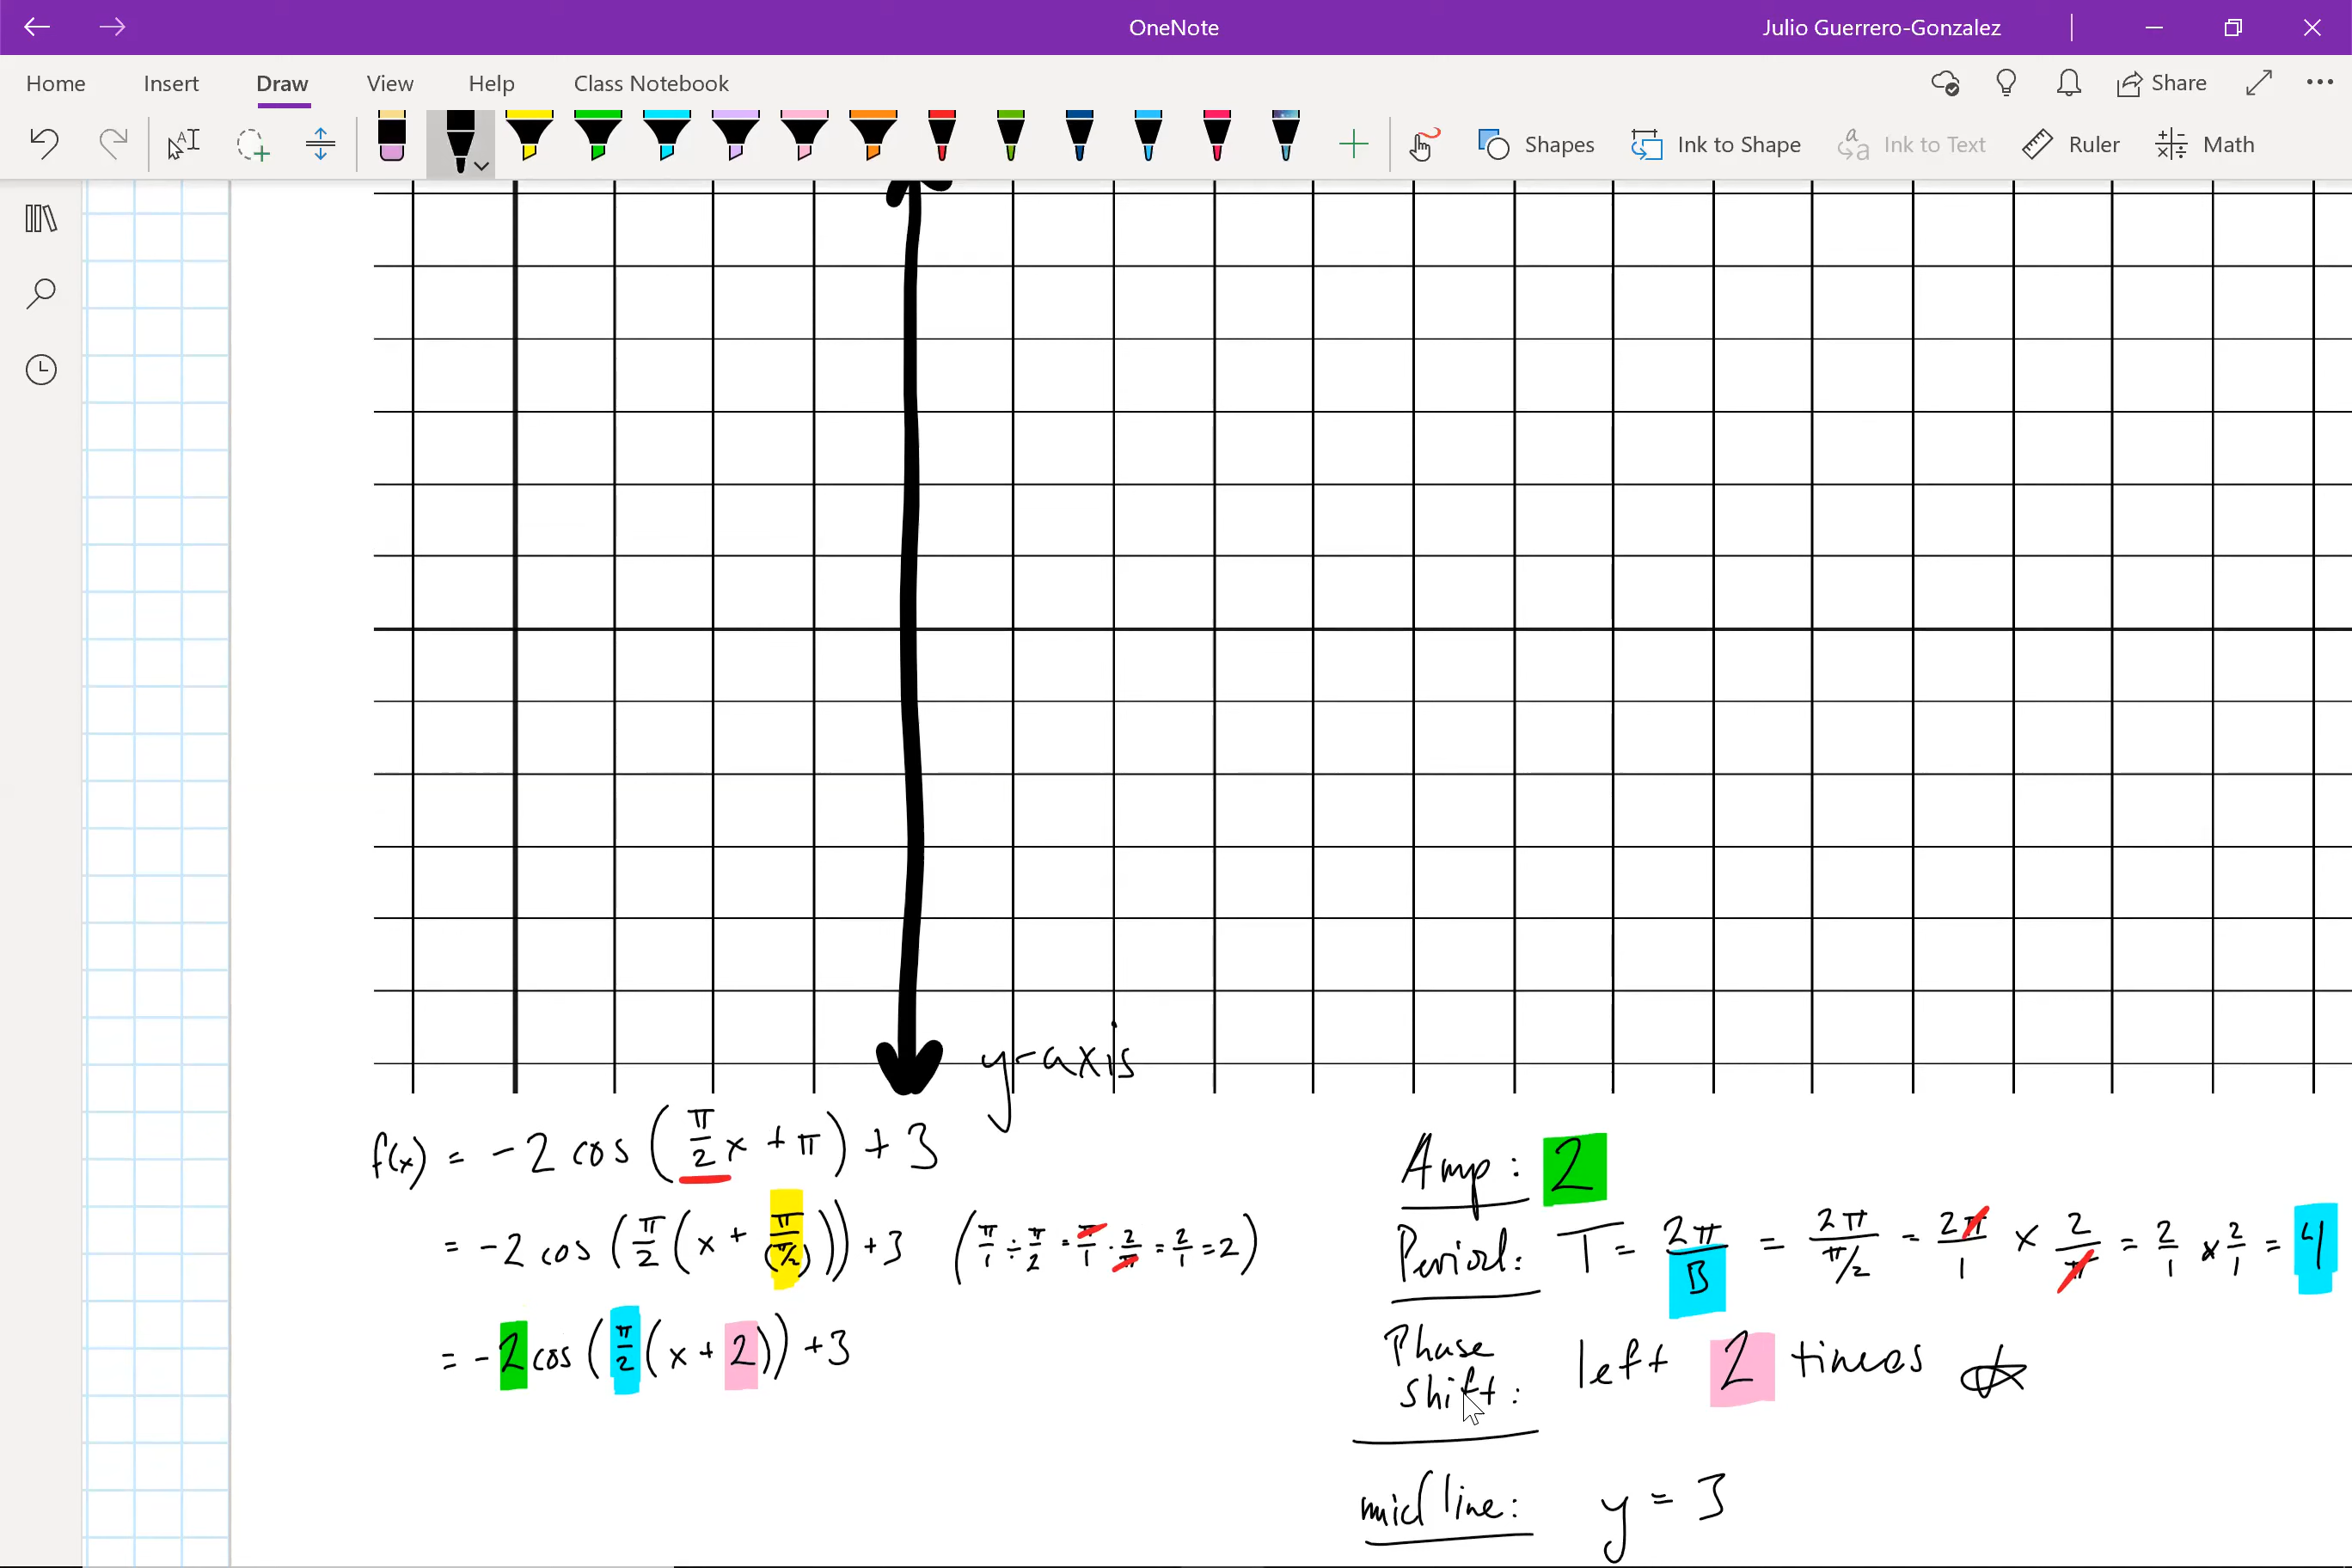 OneNote
Julio Guerrero-Gonzalez
Home Insert Draw View Help Class Notebook
Share
Shapes Ink to Shape Ink to Text Ruler Math
y-axis
f(x) = -2 cos (π/2 x + π) + 3
= -2 cos (π/2 (x + π/(π/2))) + 3 (π/1 ÷ π/2 = π/1 · 2/π = 2/1 = 2)
= -2 cos (π/2 (x + 2)) + 3
Amp: 2
Period: T = 2π/B = 2π/π/2 = 2π/1 × 2/π = 2/1 × 2/1 = 4
Phase
shift: left 2 times
midline: y = 3